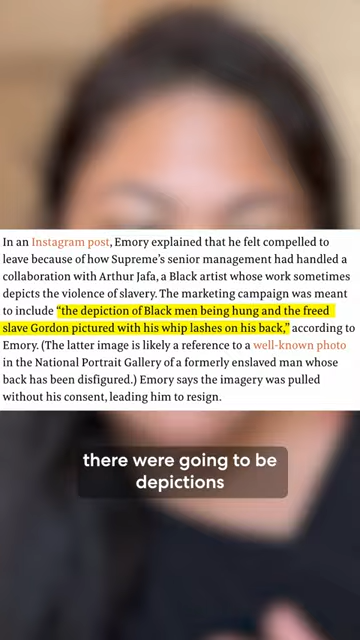 In an Instagram post, Emory explained that he felt compelled to
leave because of how Supreme’s senior management had handled a
collaboration with Arthur Jafa, a Black artist whose work sometimes
depicts the violence of slavery. The marketing campaign was meant
to include “the depiction of Black men being hung and the freed
slave Gordon pictured with his whip lashes on his back,” according to
Emory. (The latter image is likely a reference to a well-known photo
in the National Portrait Gallery of a formerly enslaved man whose
back has been disfigured.) Emory says the imagery was pulled
without his consent, leading him to resign.
there were going to be
depictions